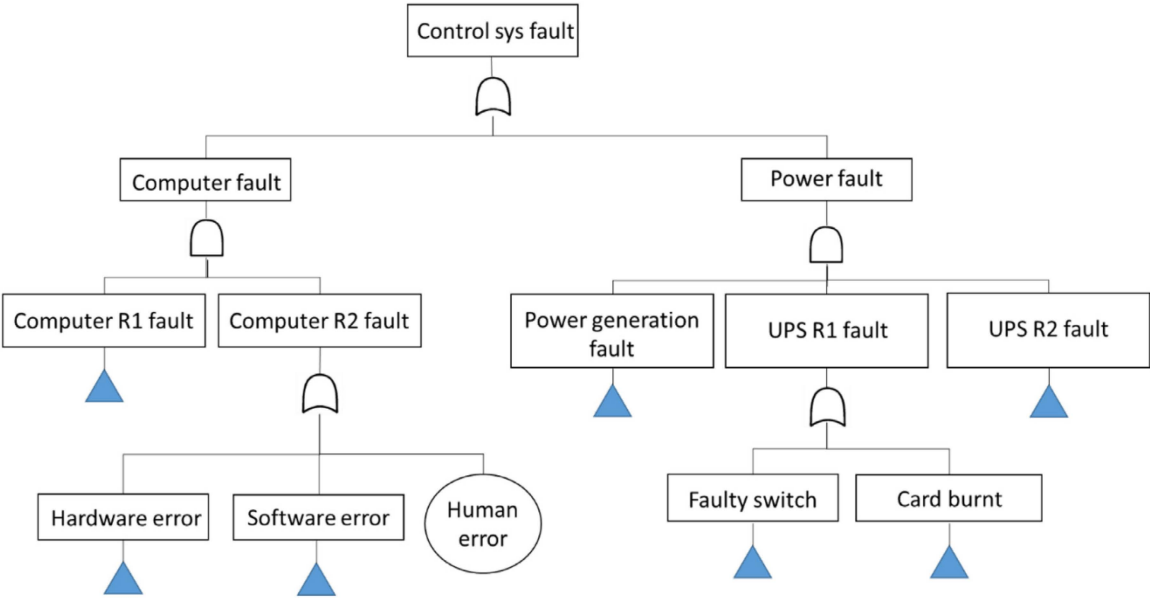 Control sys fault
Computer fault
Power fault
Computer R1 fault
Computer R2 fault
Power generation
fault
UPS R1 fault
UPS R2 fault
Hardware error
Software error
Human
error
Faulty switch
Card burnt